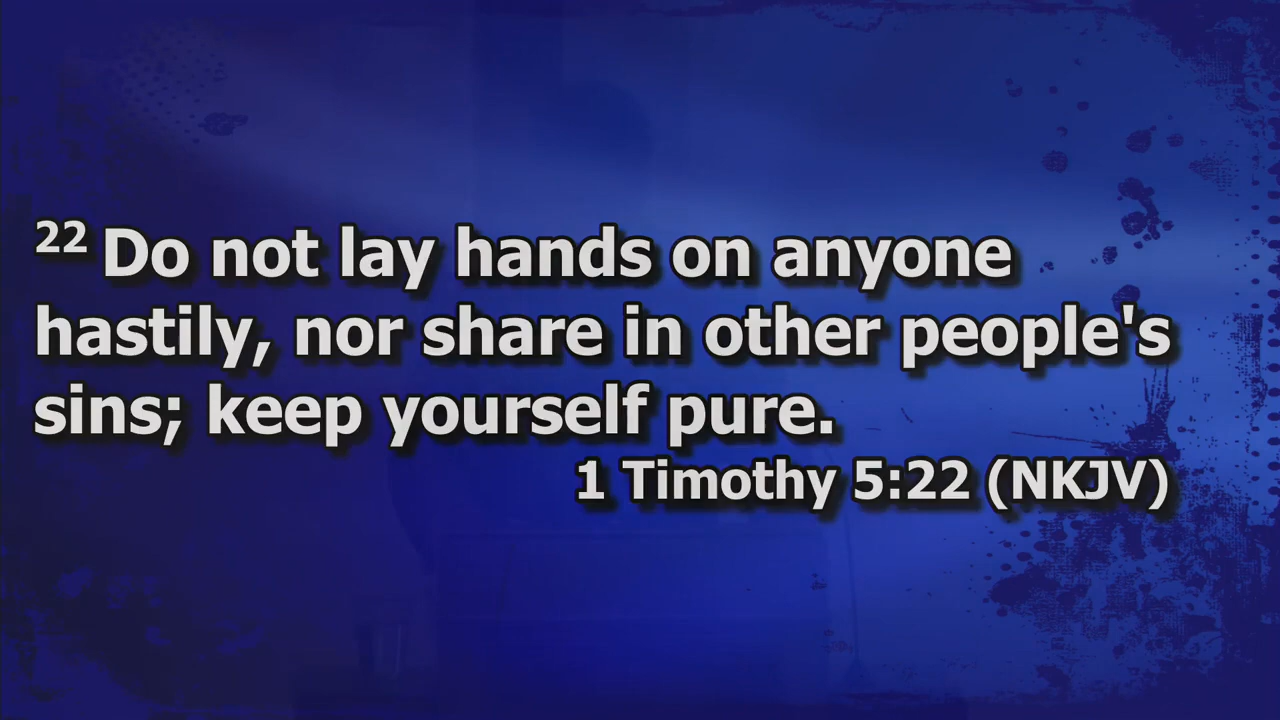 22 Do not lay hands on anyone
hastily, nor share in other people's
sins; keep yourself pure.
1 Timothy 5:22 (NKJV)